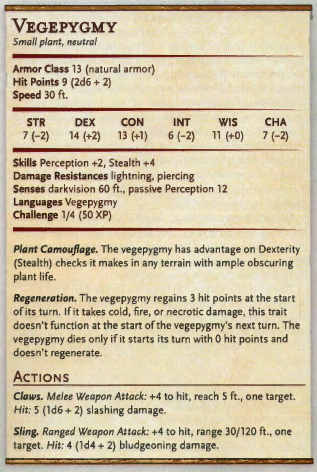 VEGEPYGMY
Small plant, neutral
Armor Class 13 (natural armor)
Hit Points 9 (2d6 + 2)
Speed 30 ft.
STR DEX CON INT WIS CHA
7 (–2) 14 (+2) 13 (+1) 6 (–2) 11 (+0) 7 (–2)
Skills Perception +2, Stealth +4
Damage Resistances lightning, piercing
Senses darkvision 60 ft., passive Perception 12
Languages Vegepygmy
Challenge 1/4 (50 XP)
Plant Camouflage. The vegepygmy has advantage on Dexterity
(Stealth) checks it makes in any terrain with ample obscuring
plant life.
Regeneration. The vegepygmy regains 3 hit points at the start
of its turn. If it takes cold, fire, or necrotic damage, this trait
doesn't function at the start of the vegepygmy's next turn. The
vegepygmy dies only if it starts its turn with 0 hit points and
doesn't regenerate.
ACTIONS
Claws. Melee Weapon Attack: +4 to hit, reach 5 ft., one target.
Hit: 5 (1d6 + 2) slashing damage.
Sling. Ranged Weapon Attack: +4 to hit, range 30/120 ft., one
target. Hit: 4 (1d4 + 2) bludgeoning damage.